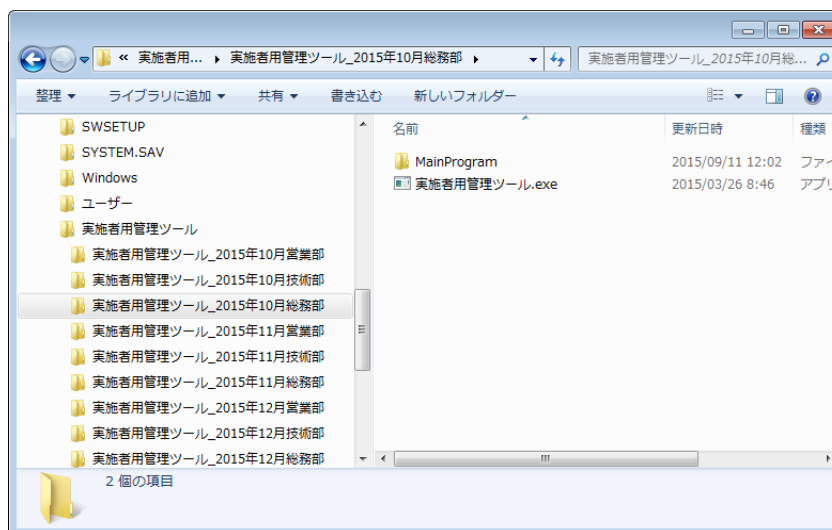 « 実施者用... ▸ 実施者用管理ツール_2015年10月総務部 ▸
実施者用管理ツール_2015年10月総...
整理 ライブラリに追加 共有 書き込む 新しいフォルダー
SWSETUP
SYSTEM.SAV
Windows
ユーザー
実施者用管理ツール
実施者用管理ツール_2015年10月営業部
実施者用管理ツール_2015年10月技術部
実施者用管理ツール_2015年10月総務部
実施者用管理ツール_2015年11月営業部
実施者用管理ツール_2015年11月技術部
実施者用管理ツール_2015年11月総務部
実施者用管理ツール_2015年12月営業部
実施者用管理ツール_2015年12月技術部
実施者用管理ツール_2015年12月総務部
名前 更新日時 種類
MainProgram 2015/09/11 12:02 ファイ
実施者用管理ツール.exe 2015/03/26 8:46 アプリ
2 個の項目